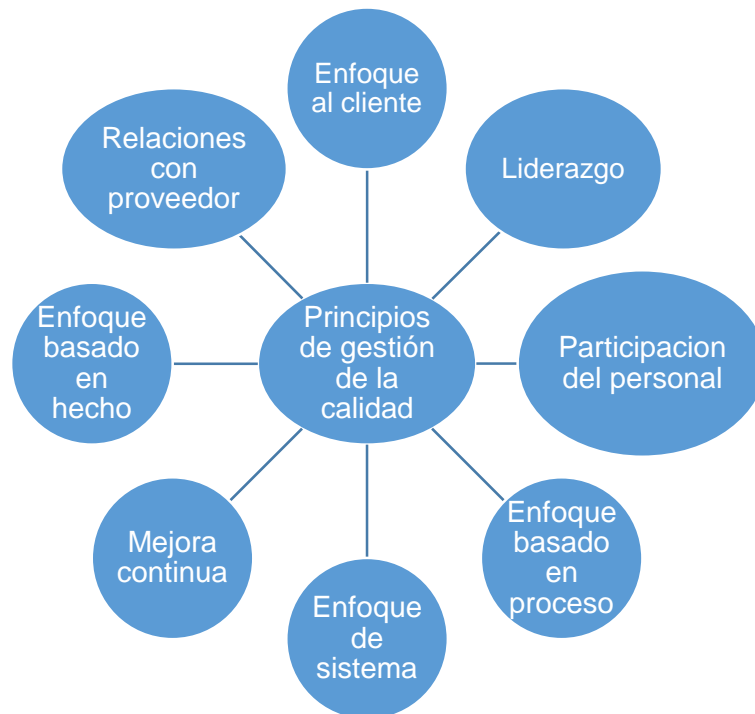 Enfoque
al cliente
Liderazgo
Participacion
del personal
Enfoque
basado
en
proceso
Enfoque
de
sistema
Mejora
continua
Enfoque
basado
en
hecho
Relaciones
con
proveedor
Principios
de gestión
de la
calidad